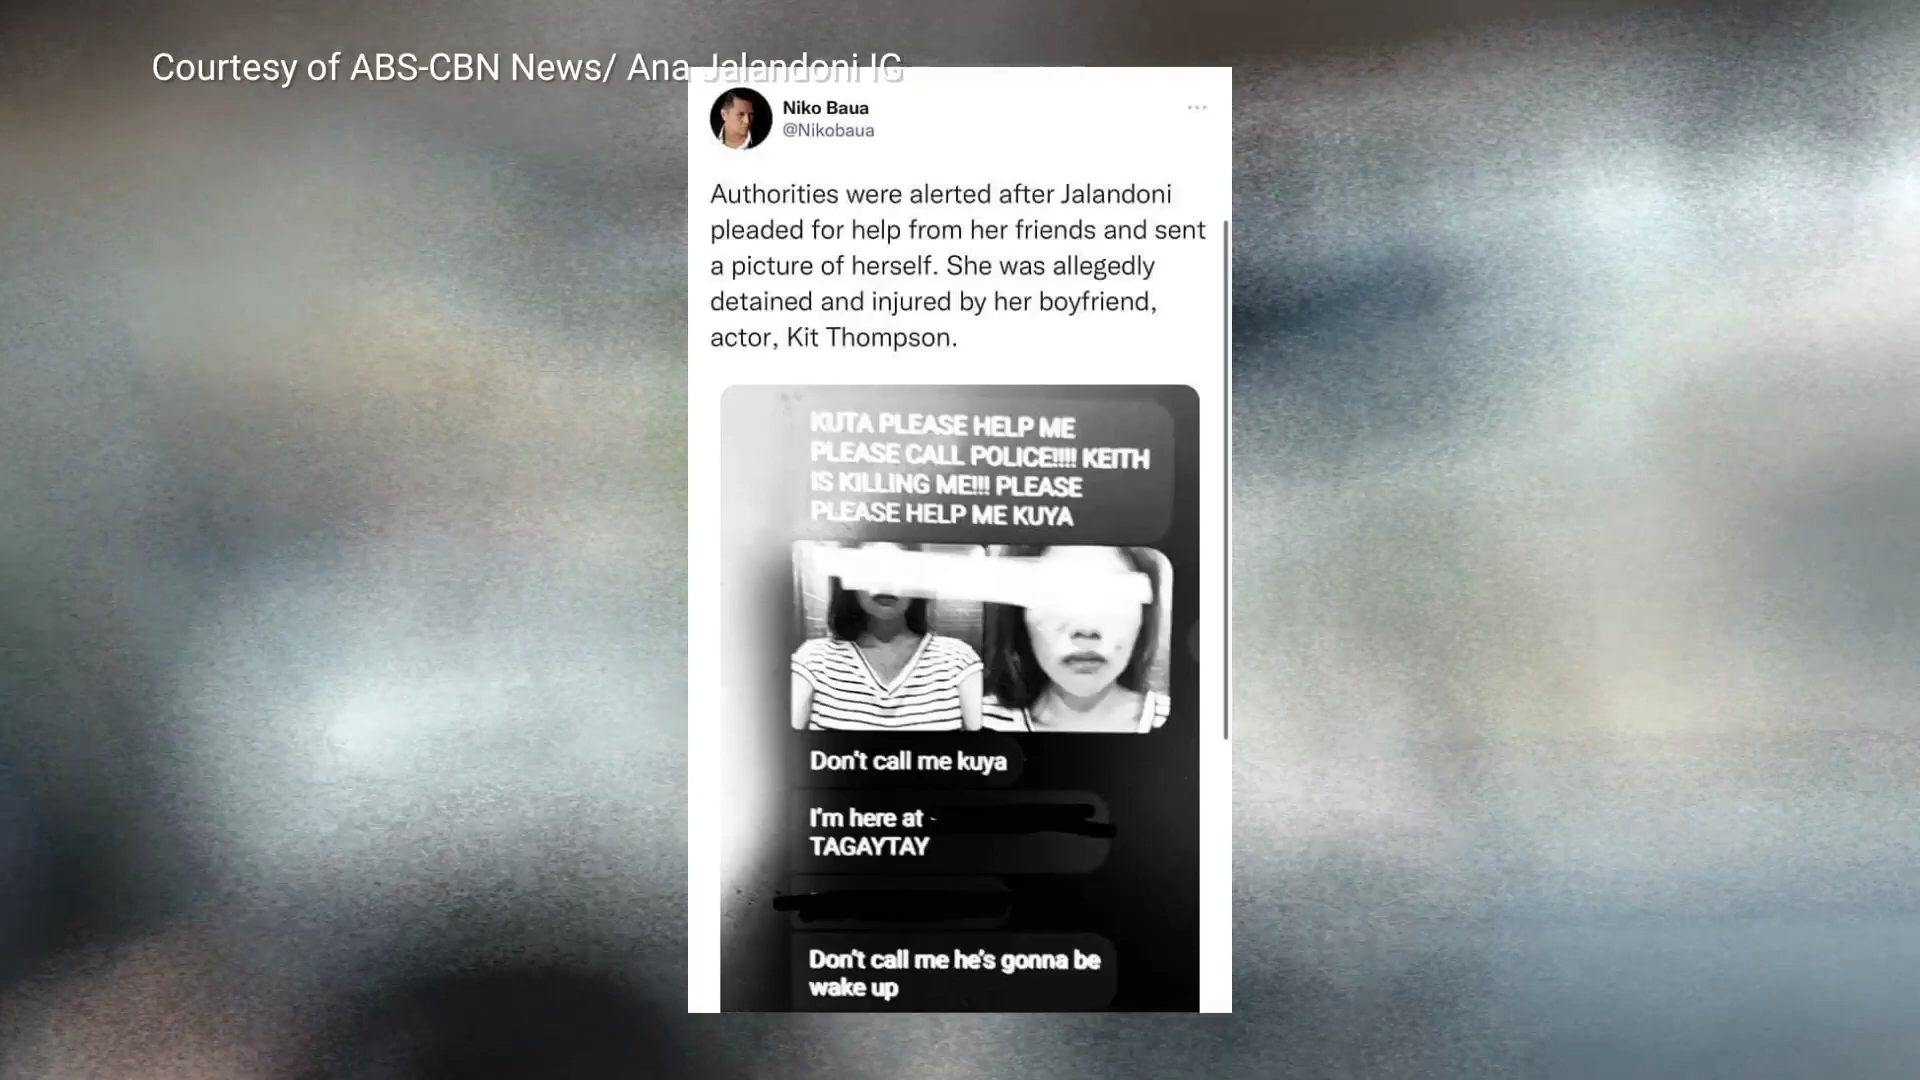 Courtesy of ABS-CBN News/ Ana Jalandoni IG
Niko Baua
@Nikobaua
Authorities were alerted after Jalandoni
pleaded for help from her friends and sent
a picture of herself. She was allegedly
detained and injured by her boyfriend,
actor, Kit Thompson.
KUTA PLEASE HELP ME
PLEASE CALL POLICE!!!! KEITH
IS KILLING ME!!! PLEASE
PLEASE HELP ME KUYA
Don't call me kuya
I'm here at -
TAGAYTAY
Don't call me he's gonna be
wake up